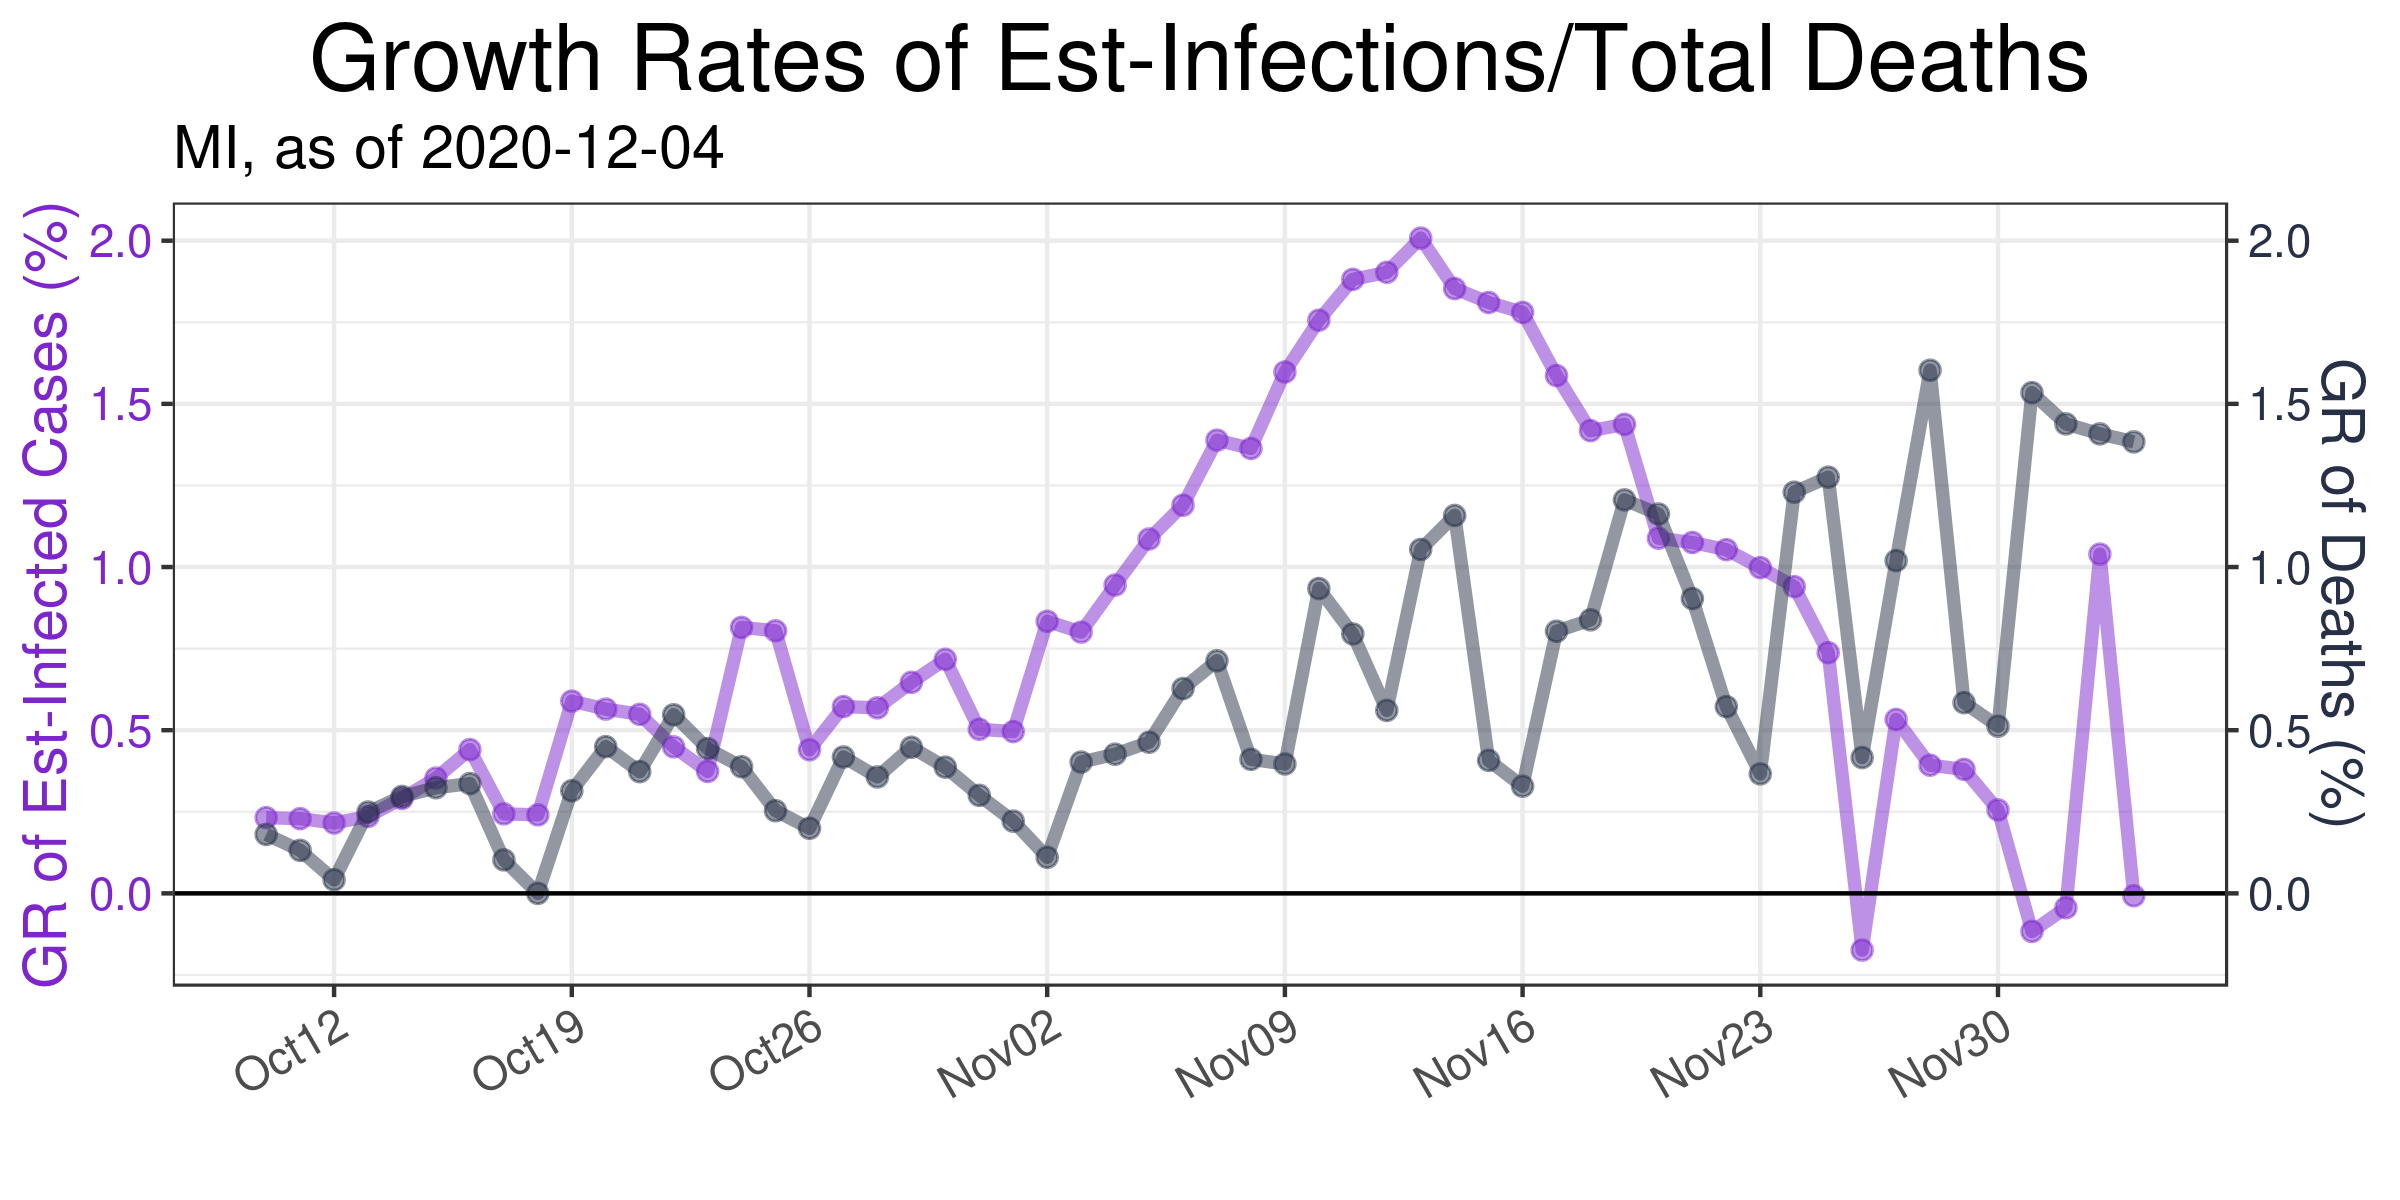 Growth Rates of Est-Infections/Total Deaths
MI, as of 2020-12-04
GR of Est-Infected Cases (%)
2.0
1.5
1.0
0.5
0.0
2.0
1.5
1.0
0.5
0.0
GR of Deaths (%)
Oct12
Oct19
Oct26
Nov02
Nov09
Nov16
Nov23
Nov30